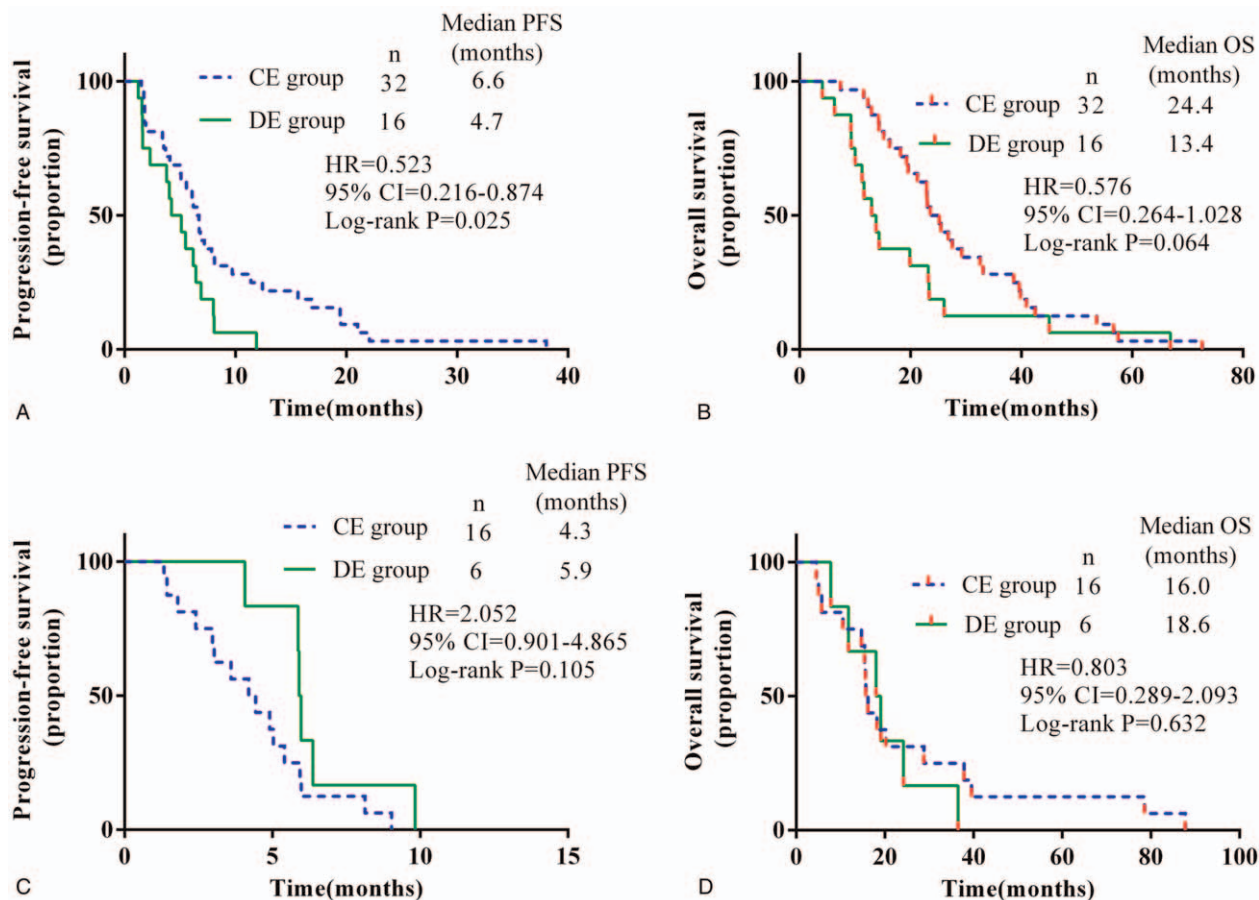 Median PFS
n (months)
CE group 32 6.6
DE group 16 4.7
HR=0.523
95% CI=0.216-0.874
Log-rank P=0.025
Progression-free survival
(proportion)
100
50
0
0 10 20 30 40
Time(months)
A
Median OS
n (months)
CE group 32 24.4
DE group 16 13.4
HR=0.576
95% CI=0.264-1.028
Log-rank P=0.064
Overall survival
(proportion)
100
50
0
0 20 40 60 80
Time(months)
B
Median PFS
n (months)
CE group 16 4.3
DE group 6 5.9
HR=2.052
95% CI=0.901-4.865
Log-rank P=0.105
Progression-free survival
(proportion)
100
50
0
0 5 10 15
Time(months)
C
Median OS
n (months)
CE group 16 16.0
DE group 6 18.6
HR=0.803
95% CI=0.289-2.093
Log-rank P=0.632
Overall survival
(proportion)
100
50
0
0 20 40 60 80 100
Time(months)
D